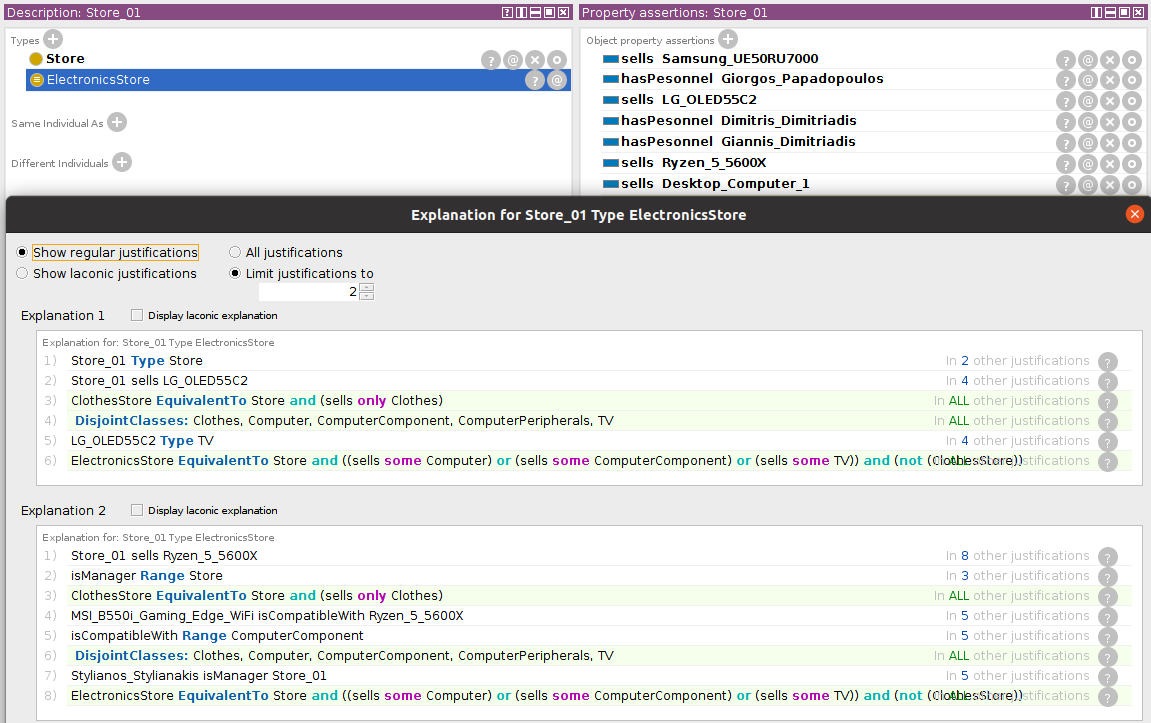 Description: Store_01
Property assertions: Store_01
Types
Store
ElectronicsStore
Same Individual As
Different Individuals
Object property assertions
sells Samsung_UE50RU7000
hasPesonnel Giorgos_Papadopoulos
sells LG_OLED55C2
hasPesonnel Dimitris_Dimitriadis
hasPesonnel Giannis_Dimitriadis
sells Ryzen_5_5600X
sells Desktop_Computer_1
Explanation for Store_01 Type ElectronicsStore
Show regular justifications
All justifications
Show laconic justifications
Limit justifications to
2
Explanation 1
Display laconic explanation
Explanation for: Store_01 Type ElectronicsStore
1) Store_01 Type Store In 2 other justifications
2) Store_01 sells LG_OLED55C2 In 4 other justifications
3) ClothesStore EquivalentTo Store and (sells only Clothes) In ALL other justifications
4) DisjointClasses: Clothes, Computer, ComputerComponent, ComputerPeripherals, TV In ALL other justifications
5) LG_OLED55C2 Type TV In 4 other justifications
6) ElectronicsStore EquivalentTo Store and ((sells some Computer) or (sells some ComputerComponent) or (sells some TV)) and (not (ClothesStore)) In ALL other justifications
Explanation 2
Display laconic explanation
Explanation for: Store_01 Type ElectronicsStore
1) Store_01 sells Ryzen_5_5600X In 8 other justifications
2) isManager Range Store In 3 other justifications
3) ClothesStore EquivalentTo Store and (sells only Clothes) In ALL other justifications
4) MSI_B550i_Gaming_Edge_WiFi isCompatibleWith Ryzen_5_5600X In 5 other justifications
5) isCompatibleWith Range ComputerComponent In 5 other justifications
6) DisjointClasses: Clothes, Computer, ComputerComponent, ComputerPeripherals, TV In ALL other justifications
7) Stylianos_Stylianakis isManager Store_01 In 5 other justifications
8) ElectronicsStore EquivalentTo Store and ((sells some Computer) or (sells some ComputerComponent) or (sells some TV)) and (not (ClothesStore)) In ALL other justifications